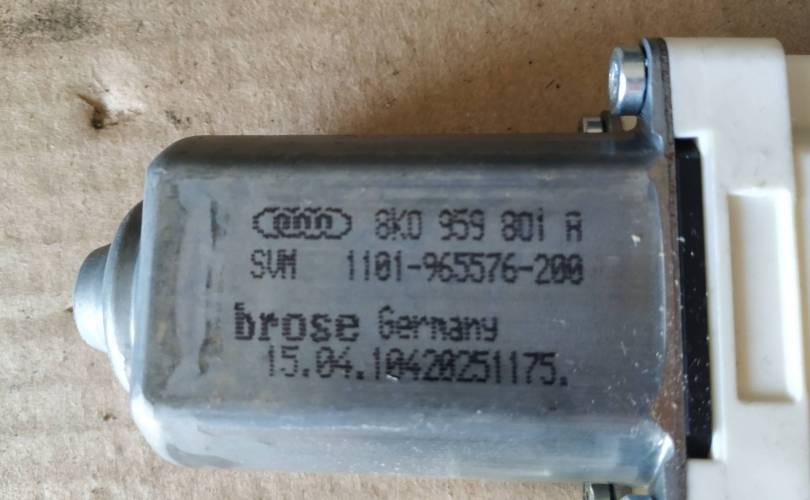 8K0 959 801 A
SVM 1101-965576-200
brose Germany
15.04.10420251175.